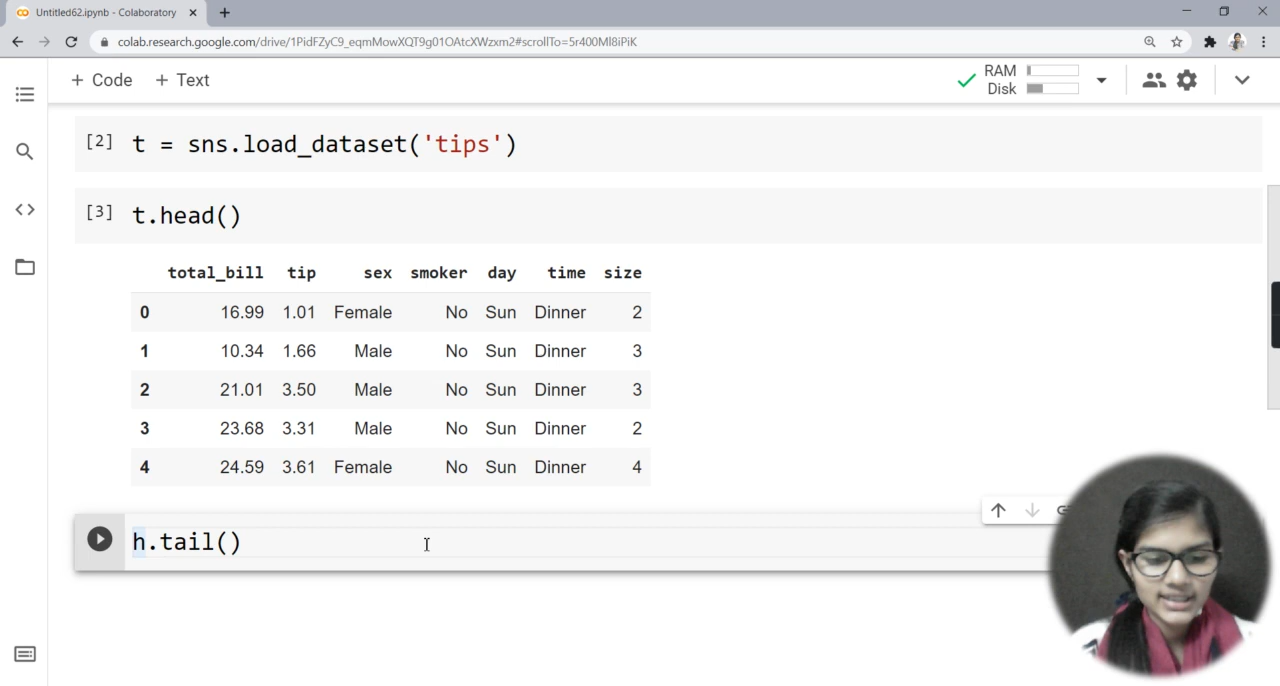 Untitled62.ipynb - Colaboratory
colab.research.google.com/drive/1PidFZyC9_eqmMowXQT9g01OAtcXWzxm2#scrollTo=5r400Ml8iPiK
+ Code + Text
RAM
Disk
[2] t = sns.load_dataset('tips')
[3] t.head()
total_bill tip sex smoker day time size
0 16.99 1.01 Female No Sun Dinner 2
1 10.34 1.66 Male No Sun Dinner 3
2 21.01 3.50 Male No Sun Dinner 3
3 23.68 3.31 Male No Sun Dinner 2
4 24.59 3.61 Female No Sun Dinner 4
h.tail()